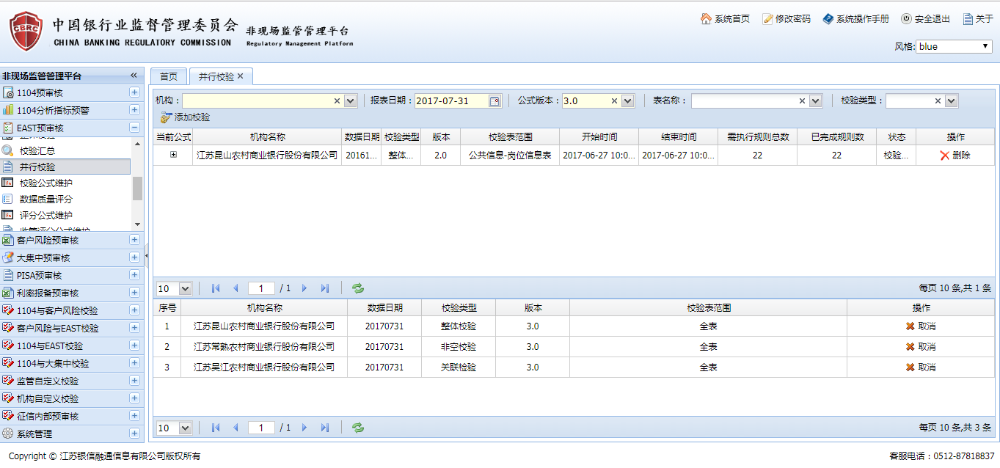 CBRC
中国银行业监督管理委员会 非现场监管管理平台
CHINA BANKING REGULATORY COMMISSION Regulatory Management Platform
系统首页 修改密码 系统操作手册 安全退出 关于
风格: blue
非现场监管管理平台
1104预审核
1104分析指标预警
EAST预审核
校验汇总
并行校验
校验公式维护
数据质量评分
评分公式维护
监管评分公式维护
客户风险预审核
大集中预审核
PISA预审核
利率报备预审核
1104与客户风险校验
客户风险与EAST校验
1104与EAST校验
1104与大集中校验
监管自定义校验
机构自定义校验
征信内部预审核
系统管理
首页 并行校验
机构： 报表日期：2017-07-31 公式版本：3.0 表名称： 校验类型：
添加校验
当前公式 机构名称 数据日期 校验类型 版本 校验表范围 开始时间 结束时间 需执行规则总数 已完成规则数 状态 操作
江苏昆山农村商业银行股份有限公司 20161... 整体... 2.0 公共信息-岗位信息表 2017-06-27 10:0... 2017-06-27 10:0... 22 22 校验... 删除
10 1 / 1 每页 10 条,共 1 条
序号 机构名称 数据日期 校验类型 版本 校验表范围 操作
1 江苏昆山农村商业银行股份有限公司 20170731 整体校验 3.0 全表 取消
2 江苏常熟农村商业银行股份有限公司 20170731 非空校验 3.0 全表 取消
3 江苏吴江农村商业银行股份有限公司 20170731 关联检验 3.0 全表 取消
10 1 / 1 每页 10 条,共 3 条
Copyright © 江苏银信融通信息有限公司版权所有 客服电话：0512-87818837